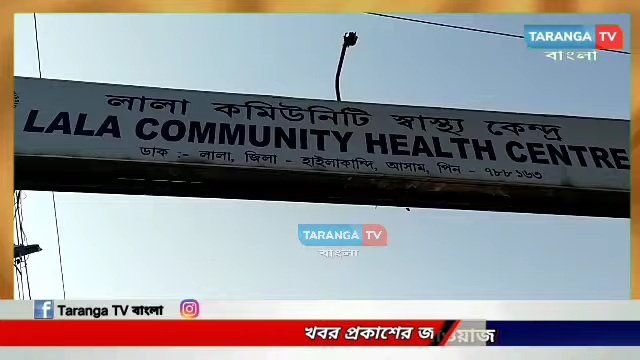 TARANGA TV
বাংলা
লালা কমিউনিটি স্বাস্থ্য কেন্দ্র
LALA COMMUNITY HEALTH CENTRE
ডাক :- লালা, জিলা - হাইলাকান্দি, আসাম, পিন - ৭৮৮১৬৩
TARANGA TV
বাংলা
Taranga TV বাংলা
খবর প্রকাশের